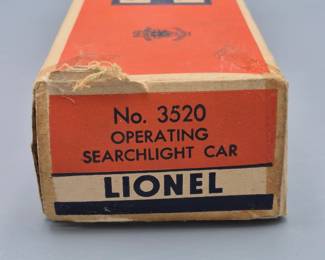 No. 3520
OPERATING
SEARCHLIGHT CAR
LIONEL